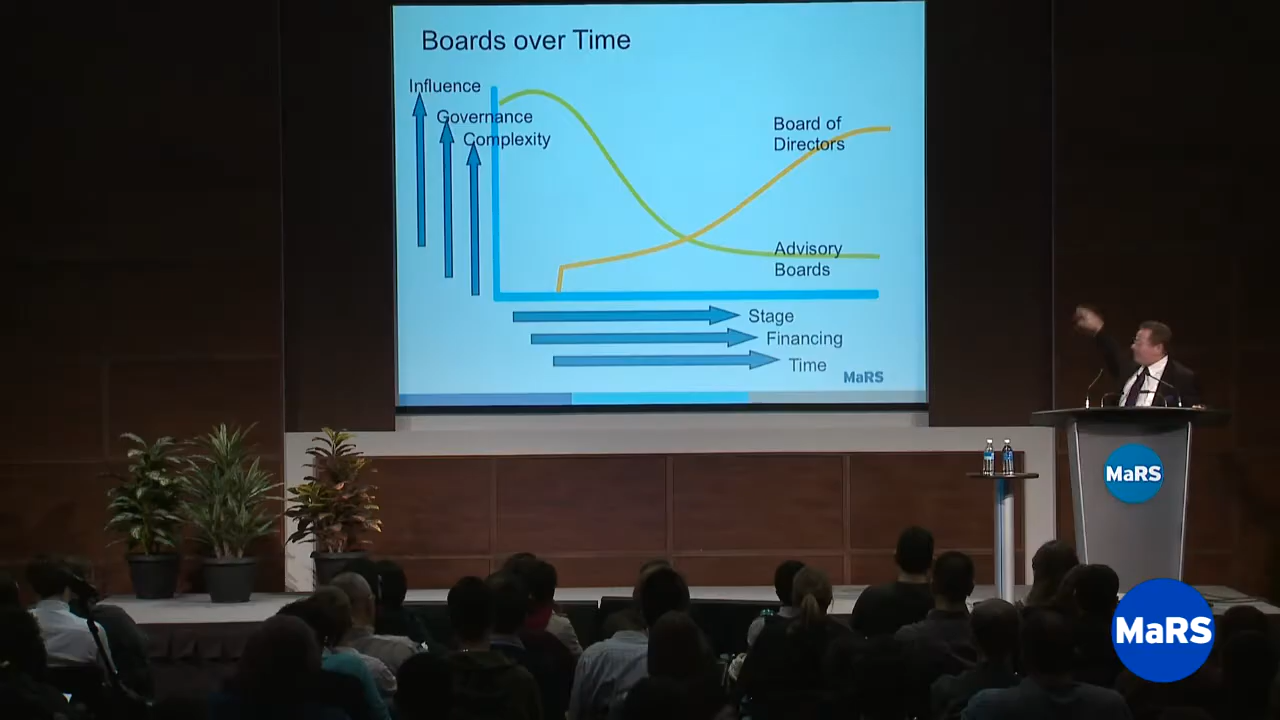 Boards over Time
Influence
Governance
Complexity
Board of
Directors
Advisory
Boards
Stage
Financing
Time
MaRS
MaRS
MaRS